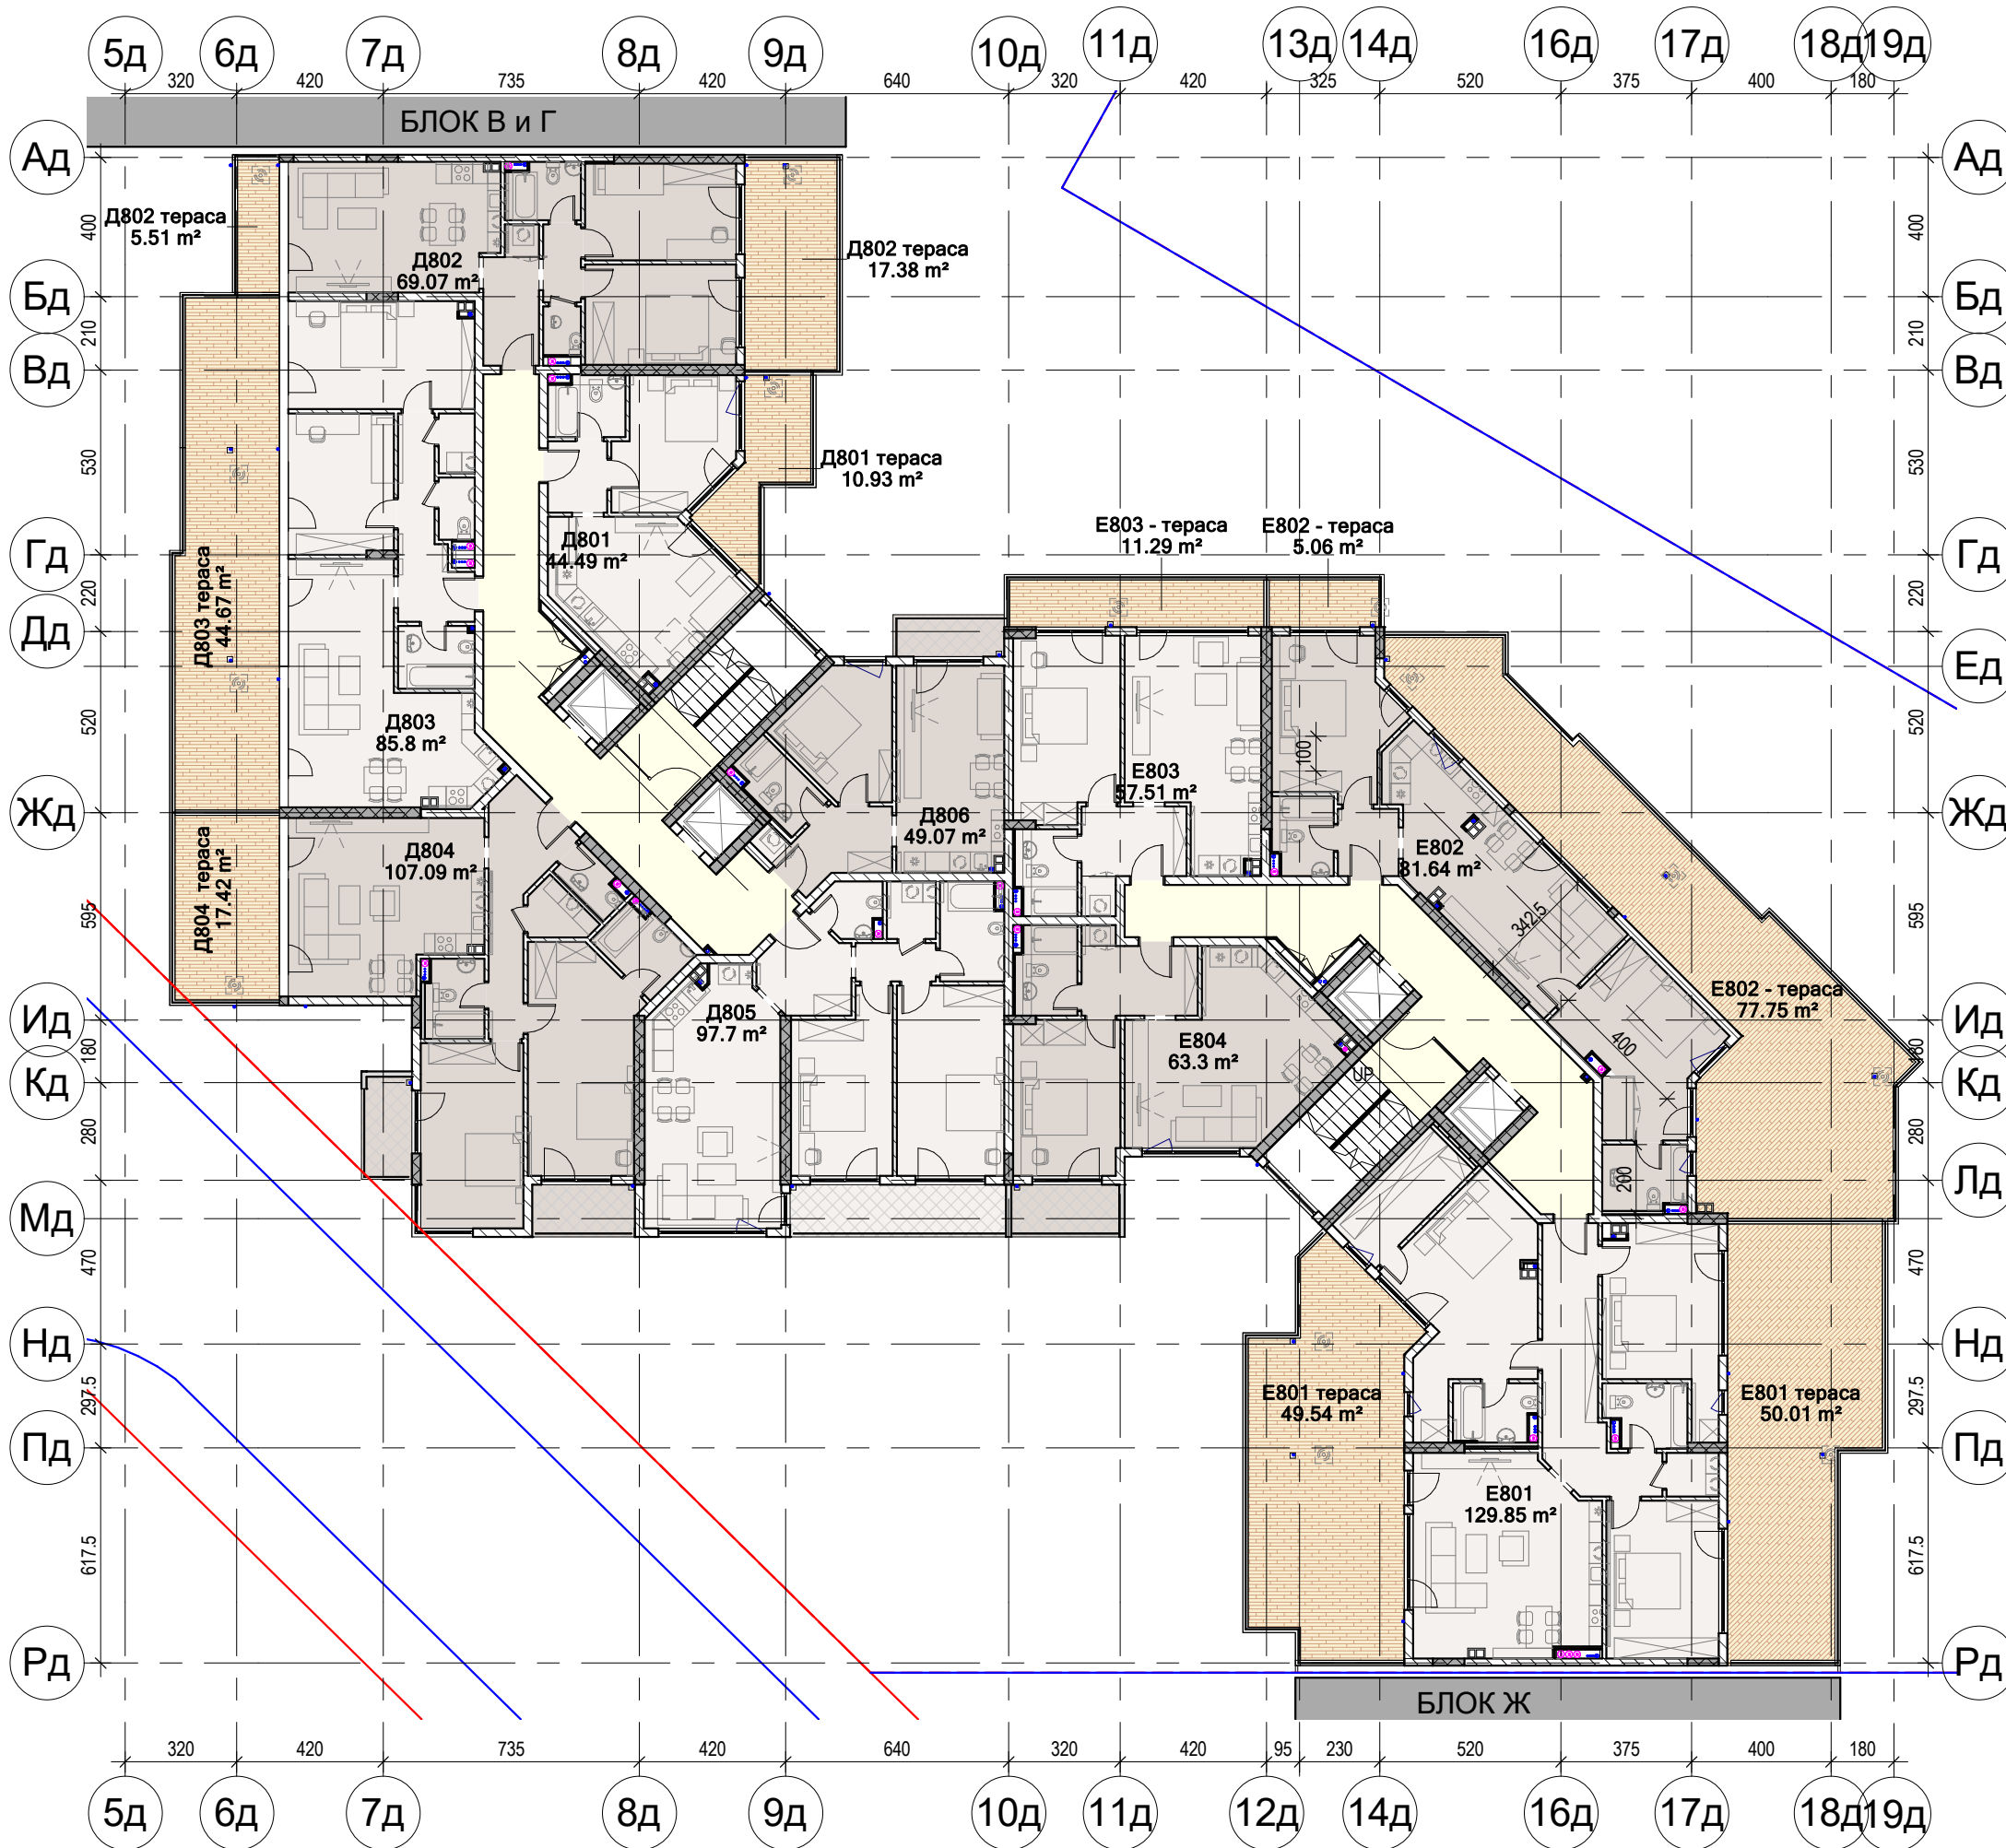 5д 6д 7д 8д 9д 10д 11д 13д 14д 16д 17д 18д 19д
320 420 735 420 640 320 420 325 520 375 400 180
БЛОК В и Г
Ад Ад
Д802 тераса
5.51 m²
400 400
Д802
69.07 m²
Д802 тераса
17.38 m²
Бд Бд
210 210
Вд Вд
530 530
Д801 тераса
10.93 m²
Д801
44.49 m²
Е803 - тераса
11.29 m²
Е802 - тераса
5.06 m²
Гд Гд
220 220
Д803 тераса
44.67 m²
Дд Ед
520 520
Д803
85.8 m²
100
Е803
57.51 m²
Д806
49.07 m²
Жд Жд
Д804
107.09 m²
Е802
81.64 m²
Д804 тераса
17.42 m²
595 595
342.5
Е802 - тераса
77.75 m²
Д805
97.7 m²
Е804
63.3 m²
400
Ид Ид
180 180
UP
Кд Кд
280 280
200
Лд
Мд
470 470
Нд Нд
297.5 297.5
Е801 тераса
49.54 m²
Е801 тераса
50.01 m²
Пд Пд
Е801
129.85 m²
617.5 617.5
Рд Рд
БЛОК Ж
320 420 735 420 640 320 420 95 230 520 375 400 180
5д 6д 7д 8д 9д 10д 11д 12д 14д 16д 17д 18д 19д